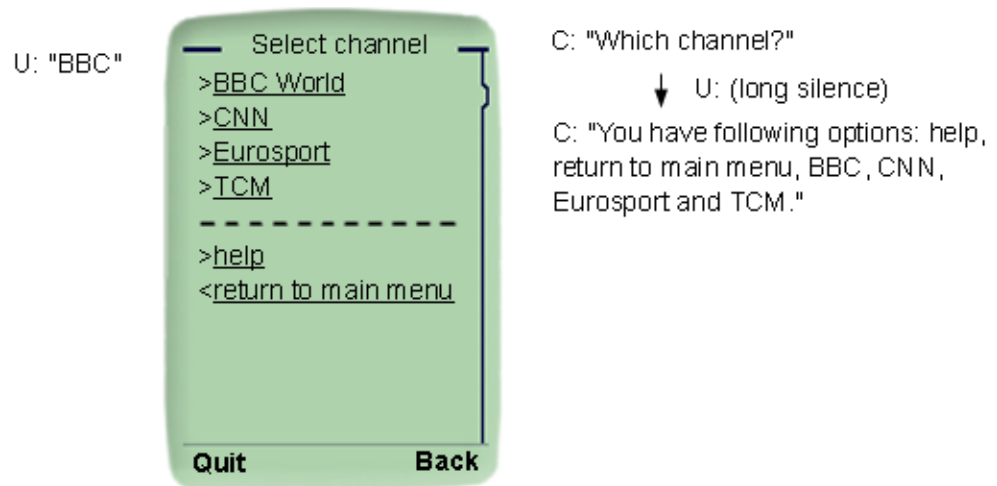 U: "BBC"
Select channel
>BBC World
>CNN
>Eurosport
>TCM
>help
<return to main menu
Quit
Back
C: "Which channel?"
U: (long silence)
C: "You have following options: help,
return to main menu, BBC, CNN,
Eurosport and TCM."